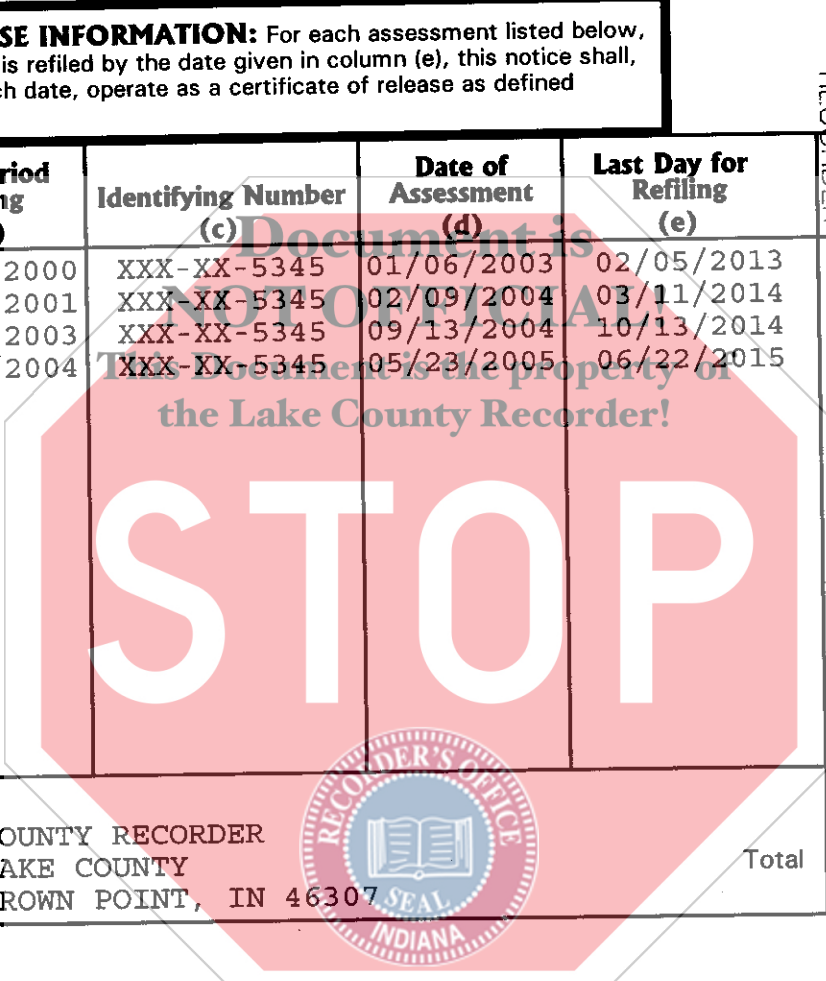 SE INFORMATION: For each assessment listed below,
is refiled by the date given in column (e), this notice shall,
ch date, operate as a certificate of release as defined
riod
ng
)
Identifying Number
(c)
Date of
Assessment
(d)
Last Day for
Refiling
(e)
2000 XXX-XX-5345 01/06/2003 02/05/2013
2001 XXX-XX-5345 02/09/2004 03/11/2014
2003 XXX-XX-5345 09/13/2004 10/13/2014
2004 XXX-XX-5345 05/23/2005 06/22/2015
Document is
NOT OFFICIAL!
This Document is the property of
the Lake County Recorder!
STOP
RECORDER'S OFFICE
SEAL
INDIANA
OUNTY RECORDER
AKE COUNTY
ROWN POINT, IN 46307
Total